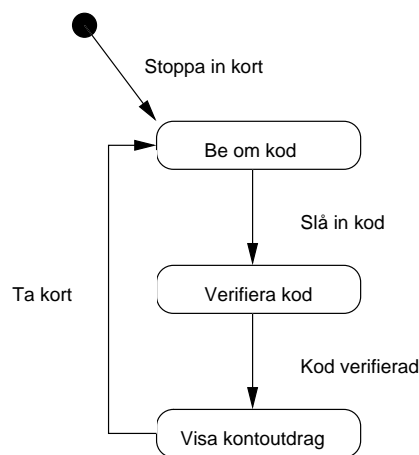 Stoppa in kort
Be om kod
Slå in kod
Ta kort
Verifiera kod
Kod verifierad
Visa kontoutdrag